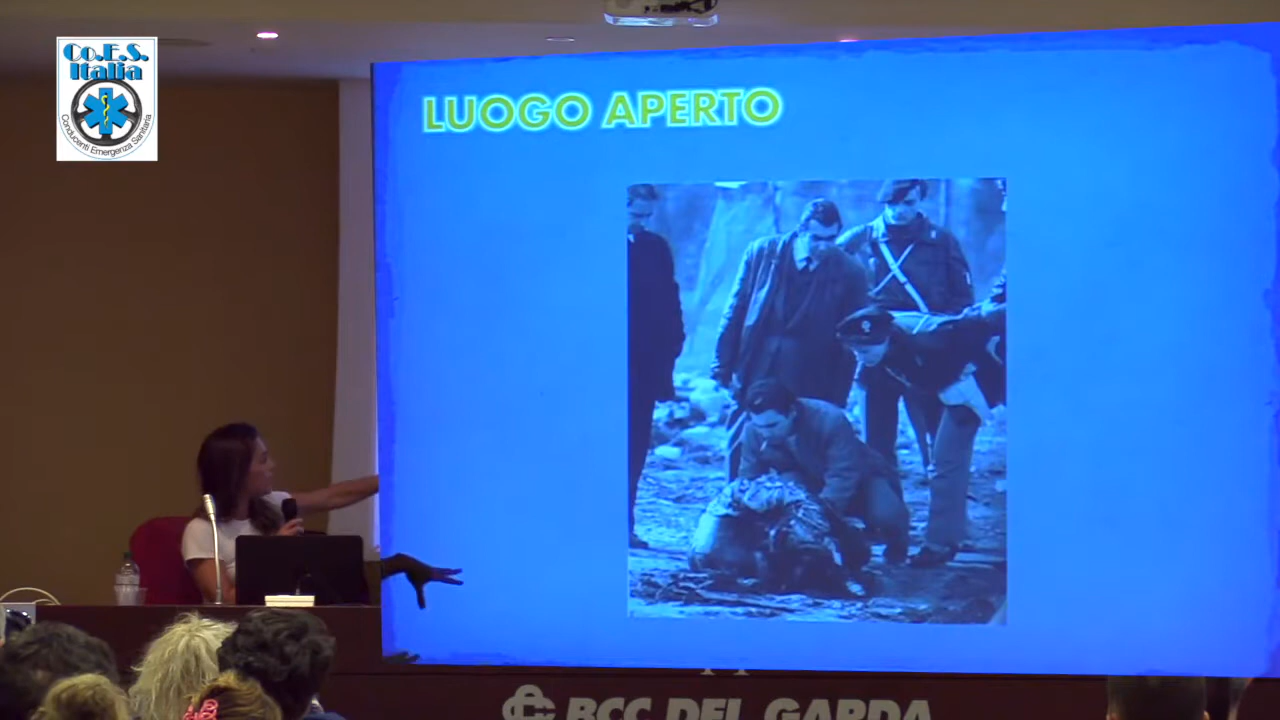 Co.E.S.
Italia
Conducenti Emergenza Sanitaria
LUOGO APERTO
BCC DEL GARDA